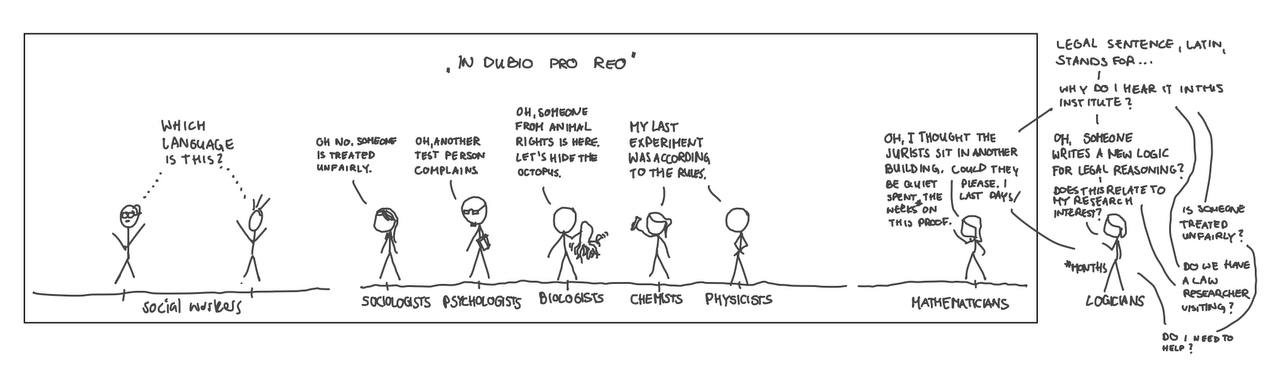 „IN DUBIO PRO REO"
WHICH
LANGUAGE
IS THIS?
SOCIAL WORKERS
OH NO. SOMEONE
IS TREATED
UNFAIRLY.
SOCIOLOGISTS
OH, ANOTHER
TEST PERSON
COMPLAINS.
PSYCHOLOGISTS
OH, SOMEONE
FROM ANIMAL
RIGHTS IS HERE.
LET'S HIDE THE
OCTOPUS.
BIOLOGISTS
MY LAST
EXPERIMENT
WAS ACCORDING
TO THE RULES.
CHEMISTS
PHYSICISTS
OH, I THOUGHT THE
JURISTS SIT IN ANOTHER
BUILDING. COULD THEY
BE QUIET PLEASE. I
SPENT THE LAST DAYS/
WEEKS* ON
THIS PROOF.
MATHEMATICIANS
LEGAL SENTENCE, LATIN,
STANDS FOR...
WHY DO I HEAR IT IN THIS
INSTITUTE?
OH, SOMEONE
WRITES A NEW LOGIC
FOR LEGAL REASONING?
DOES THIS RELATE TO
MY RESEARCH
INTEREST?
*MONTHS
LOGICIANS
IS SOMEONE
TREATED
UNFAIRLY?
DO WE HAVE
A LAW
RESEARCHER
VISITING?
DO I NEED TO
HELP?